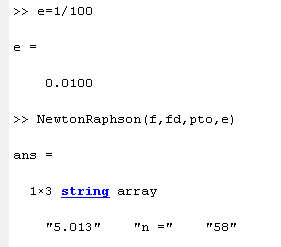 >> e=1/100
e =
0.0100
>> NewtonRaphson(f,fd,pto,e)
ans =
1×3 string array
"5.013" "n =" "58"